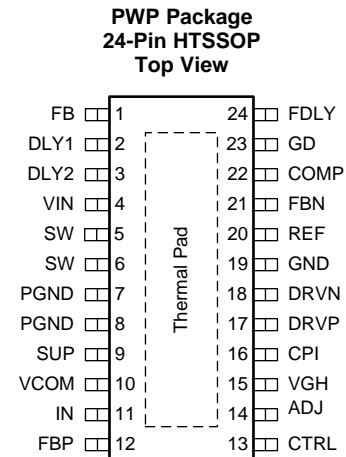 PWP Package
24-Pin HTSSOP
Top View
FB 1 24 FDLY
DLY1 2 23 GD
DLY2 3 22 COMP
VIN 4 21 FBN
SW 5 20 REF
SW 6 19 GND
PGND 7 18 DRVN
PGND 8 17 DRVP
SUP 9 16 CPI
VCOM 10 15 VGH
IN 11 14 ADJ
FBP 12 13 CTRL
Thermal Pad